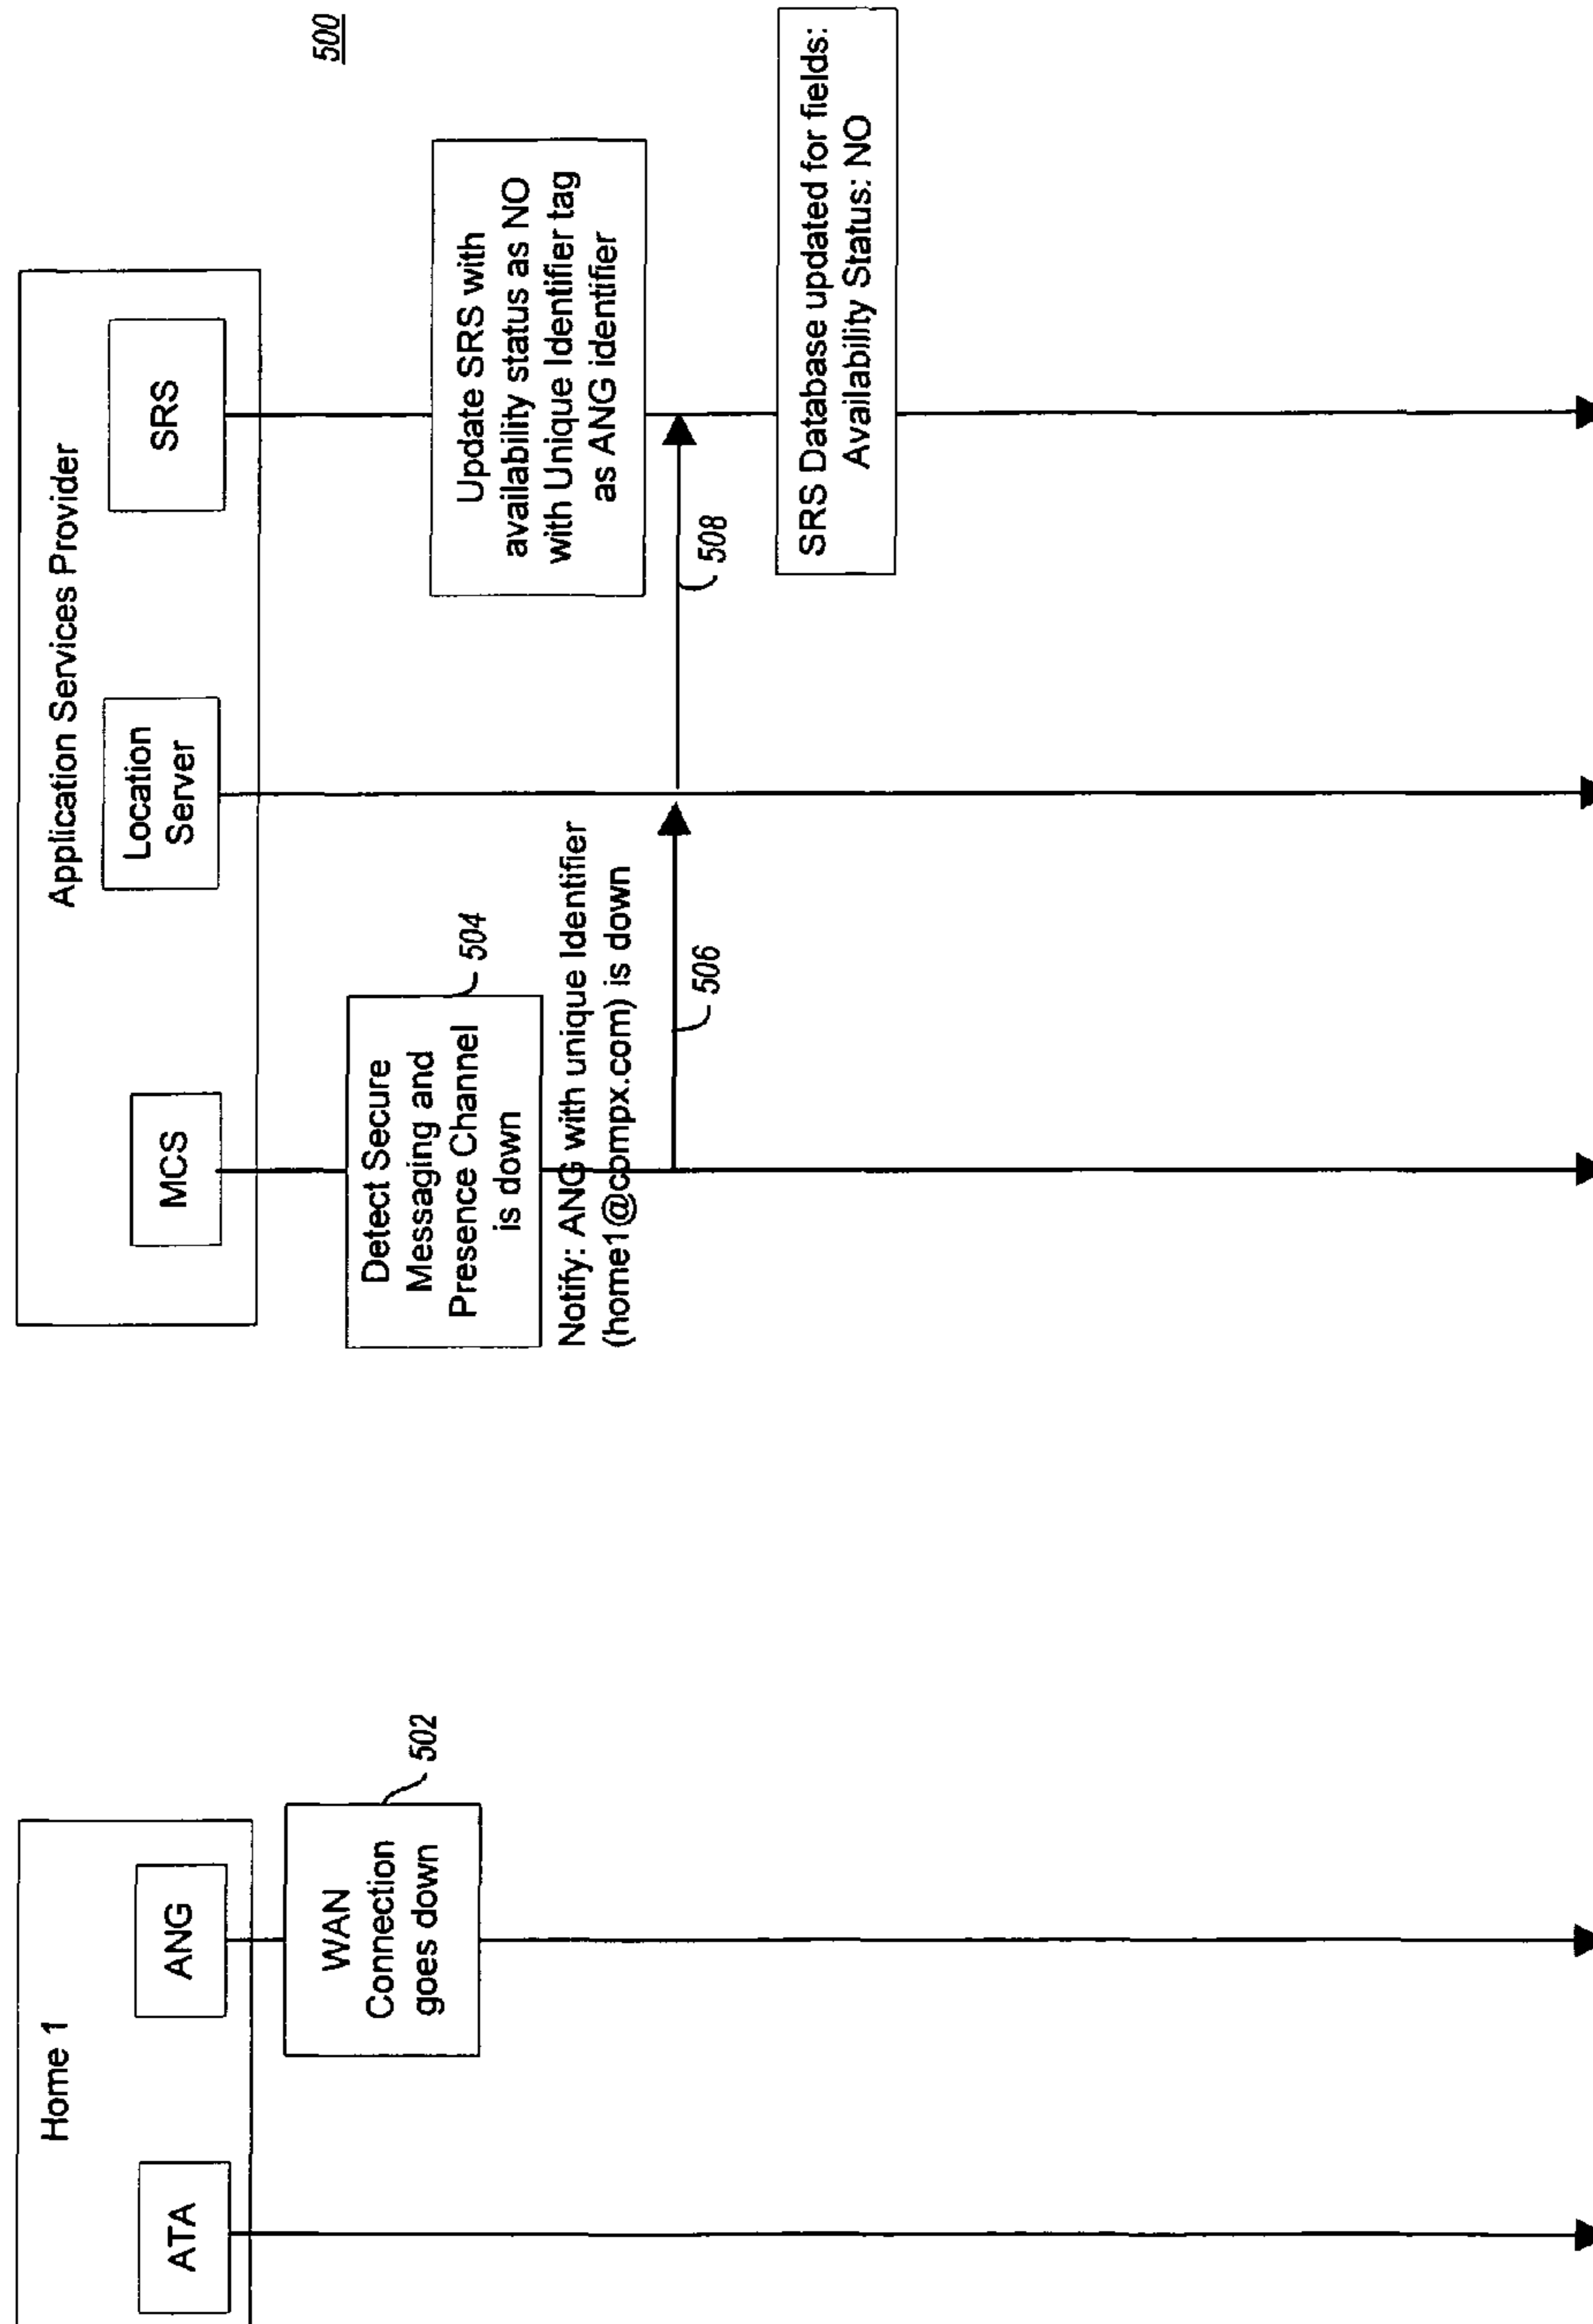 Home 1
ATA
ANG
WAN
Connection
goes down
502
Application Services Provider
MCS
Location
Server
SRS
500
Detect Secure
Messaging and
Presence Channel
is down
504
Notify: ANG with unique Identifier
(home1@compx.com) is down
506
Update SRS with
availability status as NO
with Unique Identifier tag
as ANG identifier
508
SRS Database updated for fields:
Availability Status: NO